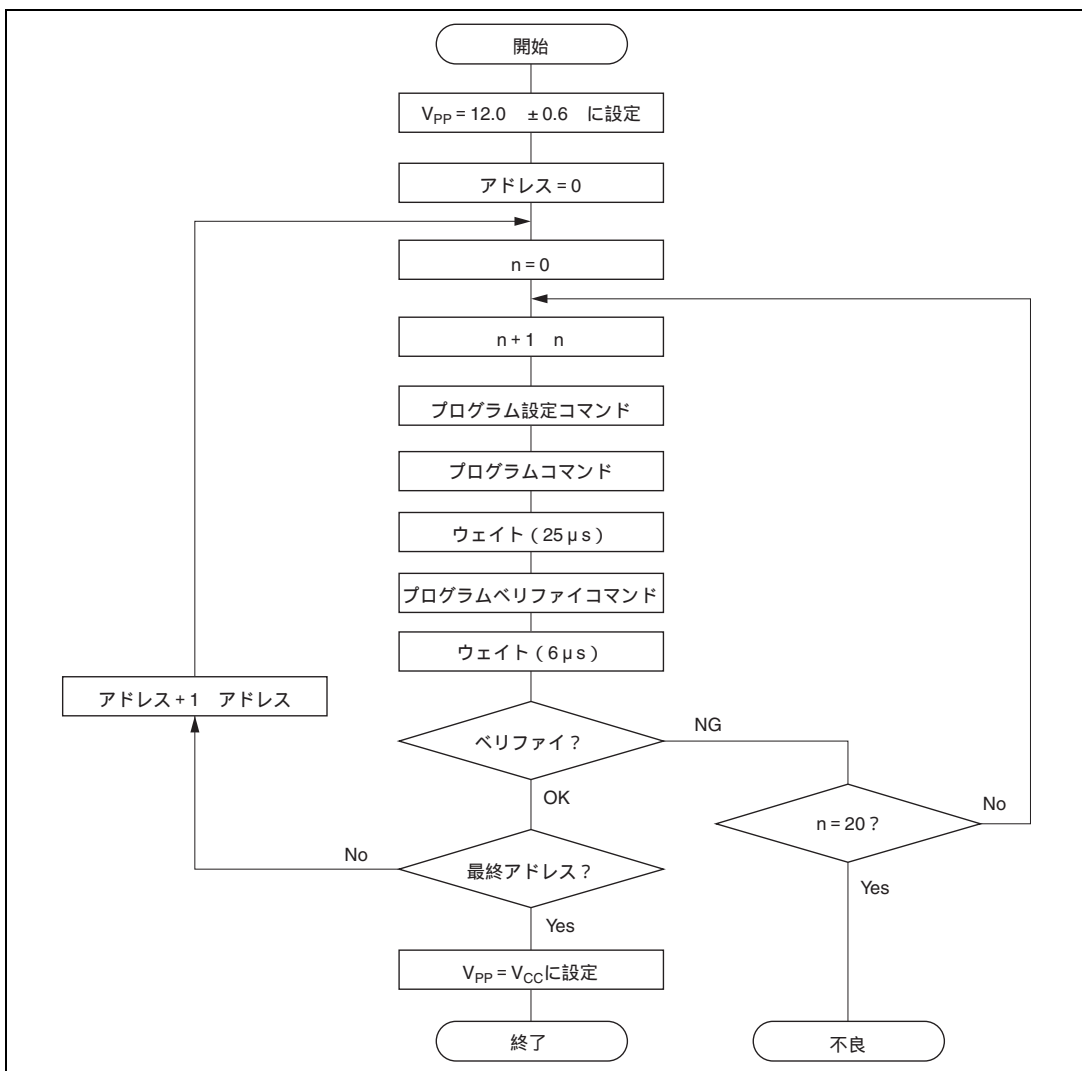 開始
VPP = 12.0 ±0.6 に設定
アドレス = 0
n = 0
n + 1 n
プログラム設定コマンド
プログラムコマンド
ウェイト ( 25 µ s )
プログラムベリファイコマンド
ウェイト ( 6 µ s )
アドレス + 1 アドレス
ベリファイ?
NG
OK
n = 20?
No
No
最終アドレス?
Yes
Yes
VPP = VCCに設定
終了
不良